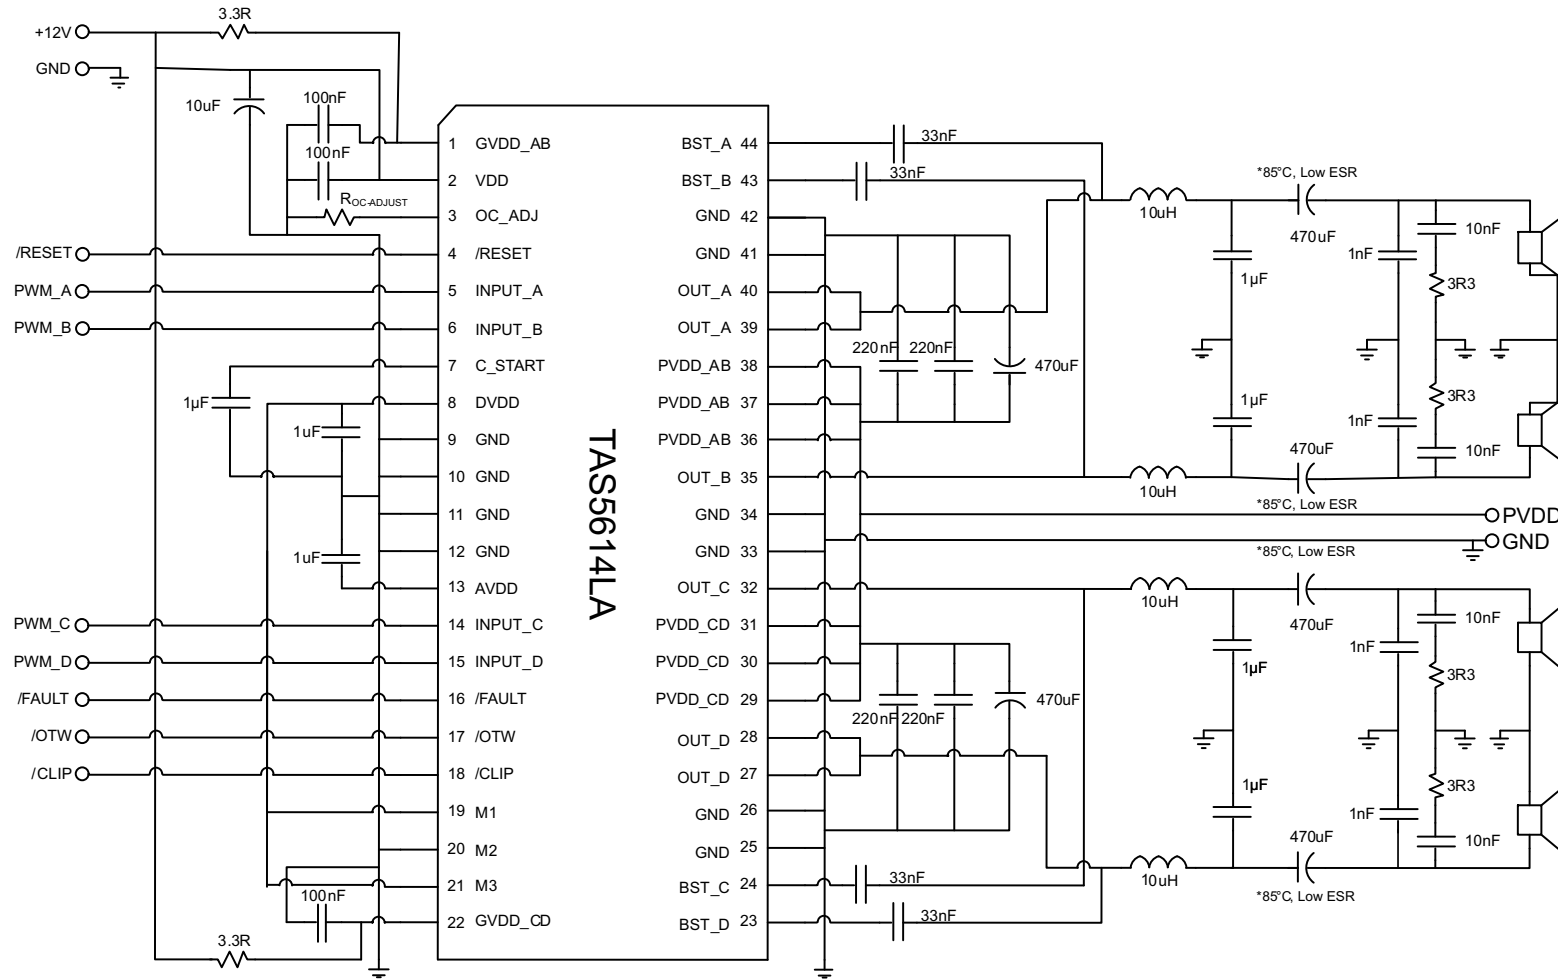 3.3R
+12V
GND
10uF
100nF
100nF
R_OC-ADJUST
/RESET
PWM_A
PWM_B
1µF
1uF
1uF
PWM_C
PWM_D
/FAULT
/OTW
/CLIP
100nF
3.3R
1 GVDD_AB
2 VDD
3 OC_ADJ
4 /RESET
5 INPUT_A
6 INPUT_B
7 C_START
8 DVDD
9 GND
10 GND
11 GND
12 GND
13 AVDD
14 INPUT_C
15 INPUT_D
16 /FAULT
17 /OTW
18 /CLIP
19 M1
20 M2
21 M3
22 GVDD_CD
TAS5614LA
BST_A 44
BST_B 43
GND 42
GND 41
OUT_A 40
OUT_A 39
PVDD_AB 38
PVDD_AB 37
PVDD_AB 36
OUT_B 35
GND 34
GND 33
OUT_C 32
PVDD_CD 31
PVDD_CD 30
PVDD_CD 29
OUT_D 28
OUT_D 27
GND 26
GND 25
BST_C 24
BST_D 23
33nF
33nF
220nF 220nF
470uF
10uH
*85°C, Low ESR
470uF
1µF
1nF
10nF
3R3
1µF
1nF
3R3
10nF
470uF
10uH
*85°C, Low ESR
PVDD
GND
*85°C, Low ESR
10uH
470uF
10nF
1µF
1nF
3R3
220nF 220nF
470uF
1µF
1nF
3R3
10nF
470uF
10uH
*85°C, Low ESR
33nF
33nF